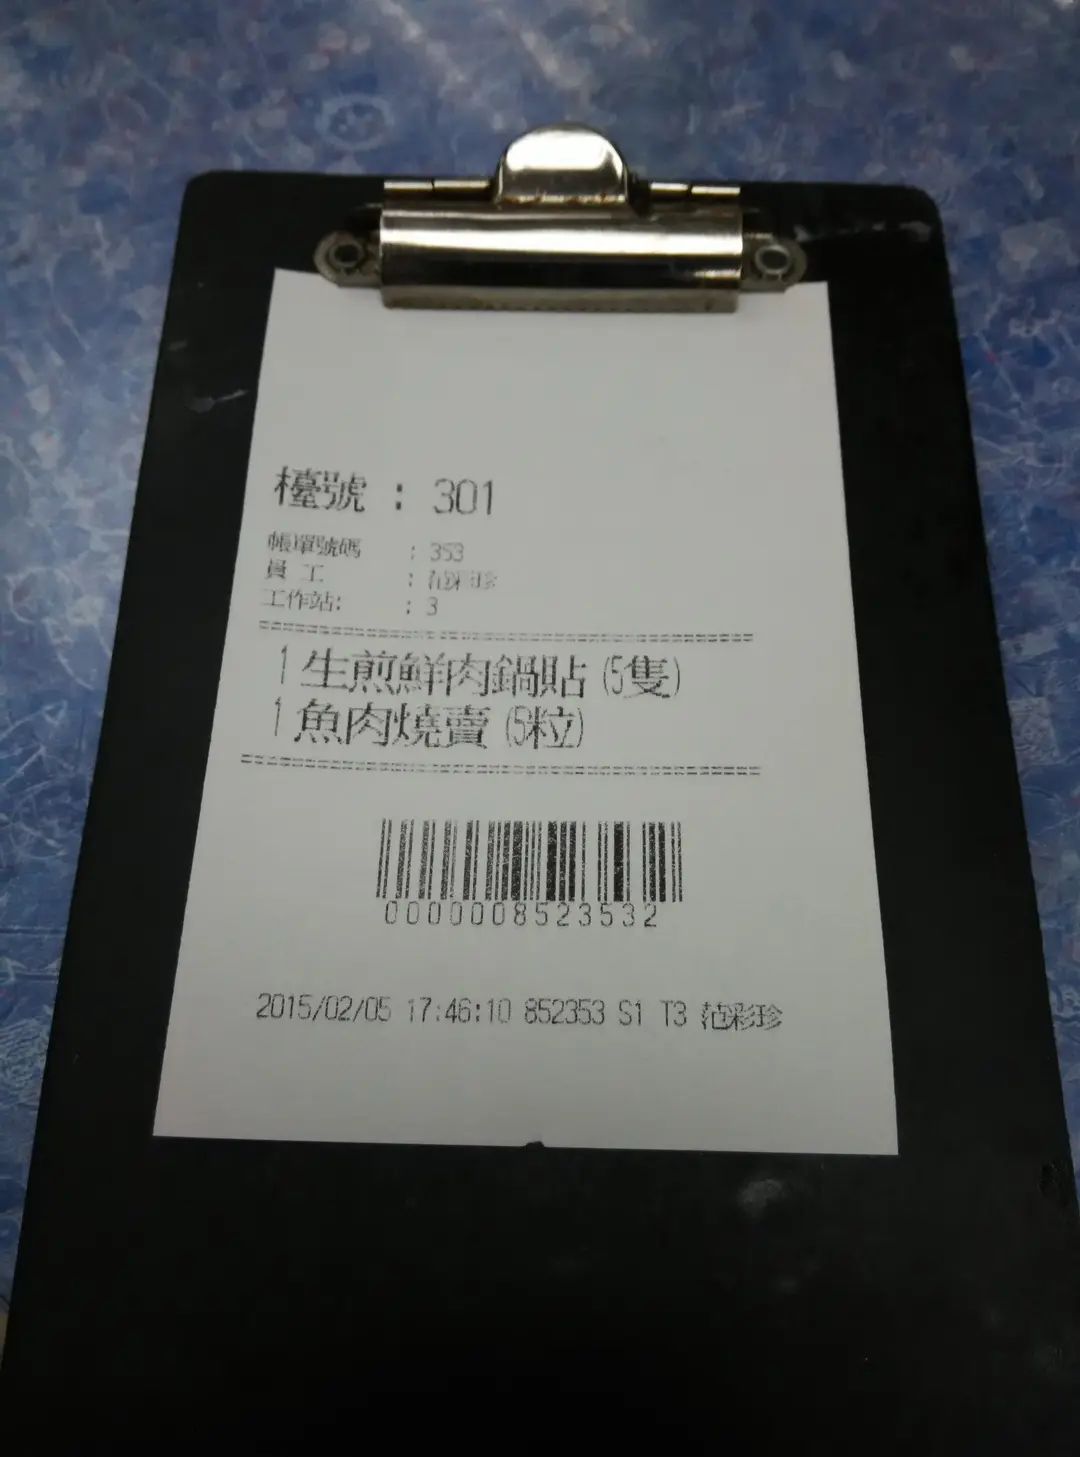 檯號 : 301
帳單號碼 : 353
員 工 : 范彩珍
工作站: : 3
1 生煎鮮肉鍋貼 (5隻)
1 魚肉燒賣 (5粒)
0000008523532
2015/02/05 17:46:10 852353 S1 T3 范彩珍